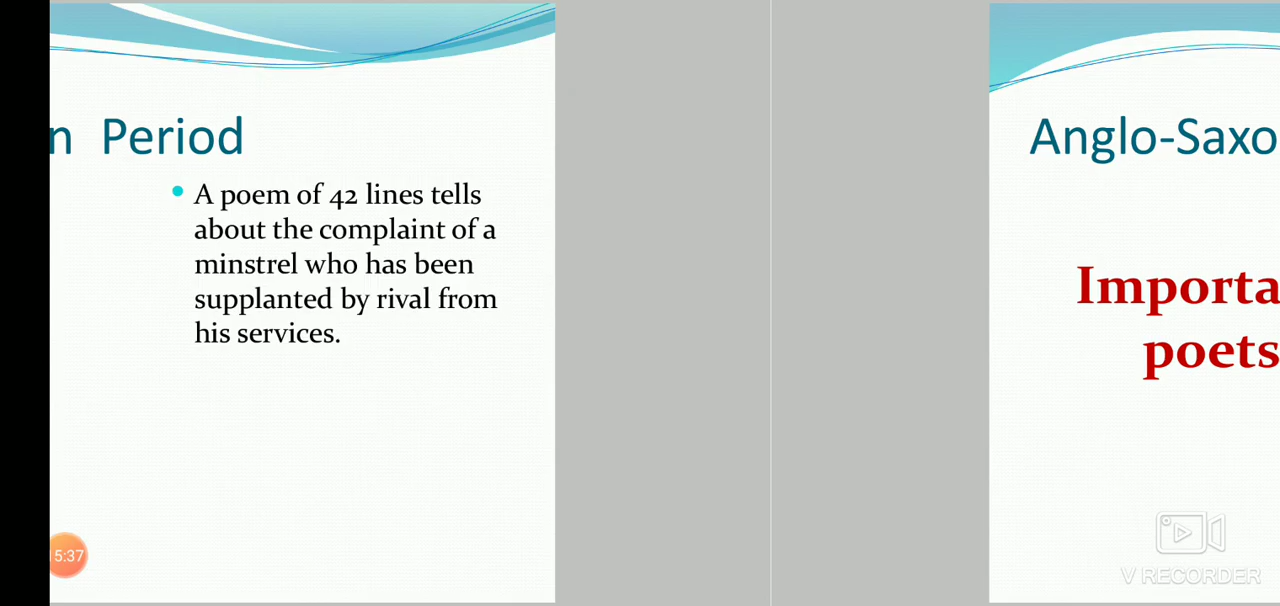 n Period
A poem of 42 lines tells
about the complaint of a
minstrel who has been
supplanted by rival from
his services.
15:37
Anglo-Saxo
Importa
poets
V RECORDER